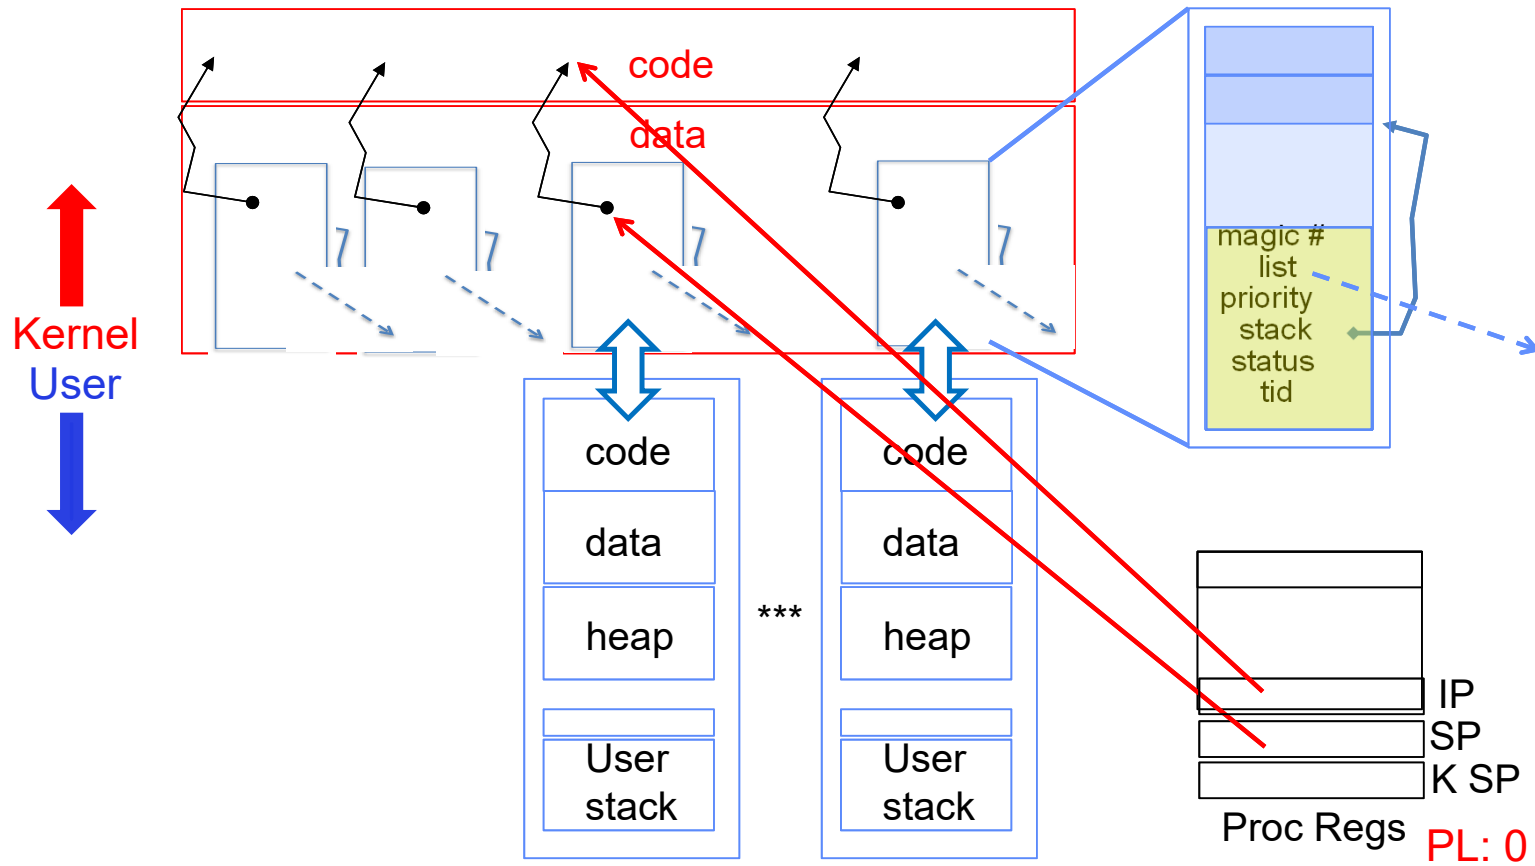 code
data
magic #
list
priority
stack
status
tid
Kernel
User
code
data
heap
User
stack
***
code
data
heap
User
stack
IP
SP
K SP
Proc Regs
PL: 0